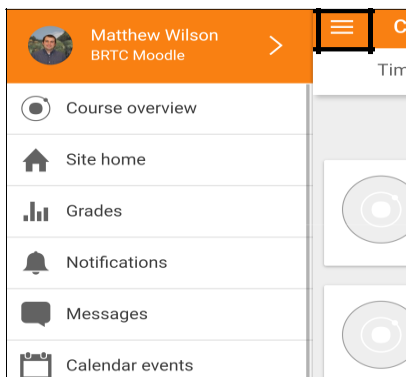 Matthew Wilson
BRTC Moodle
Course overview
Site home
Grades
Notifications
Messages
Calendar events